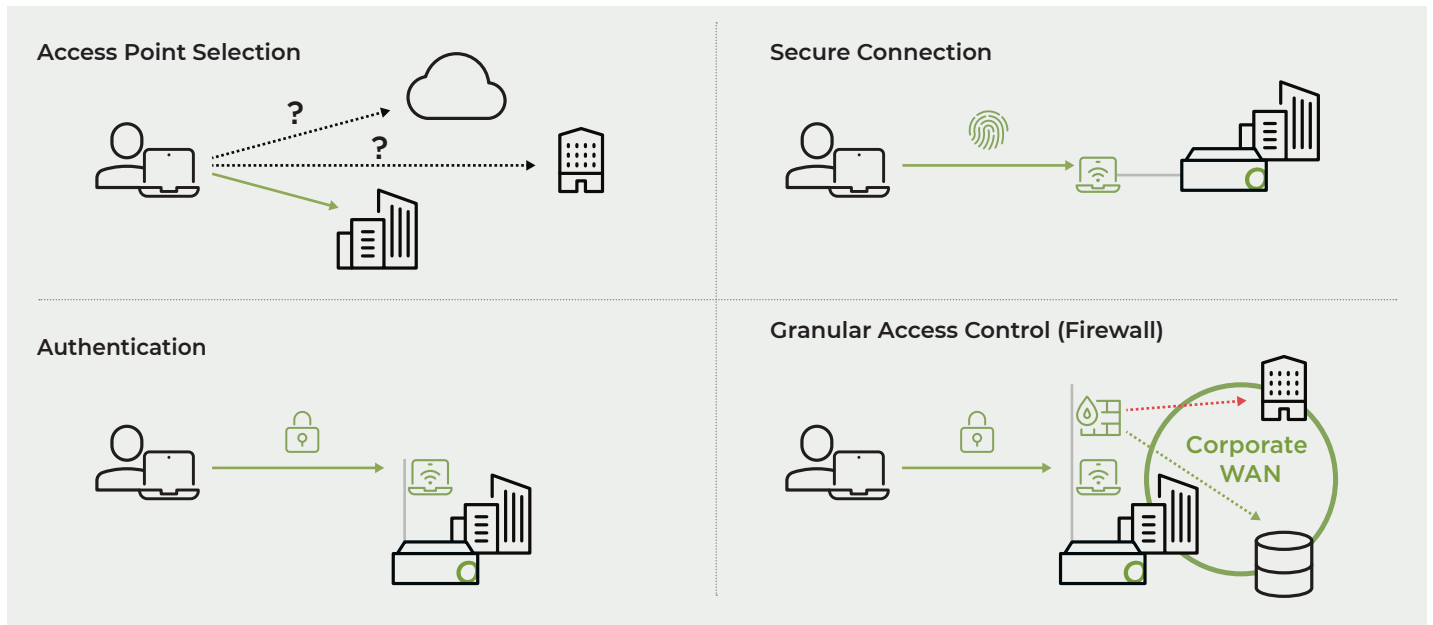 Access Point Selection
?
?
Secure Connection
Authentication
Granular Access Control (Firewall)
Corporate
WAN